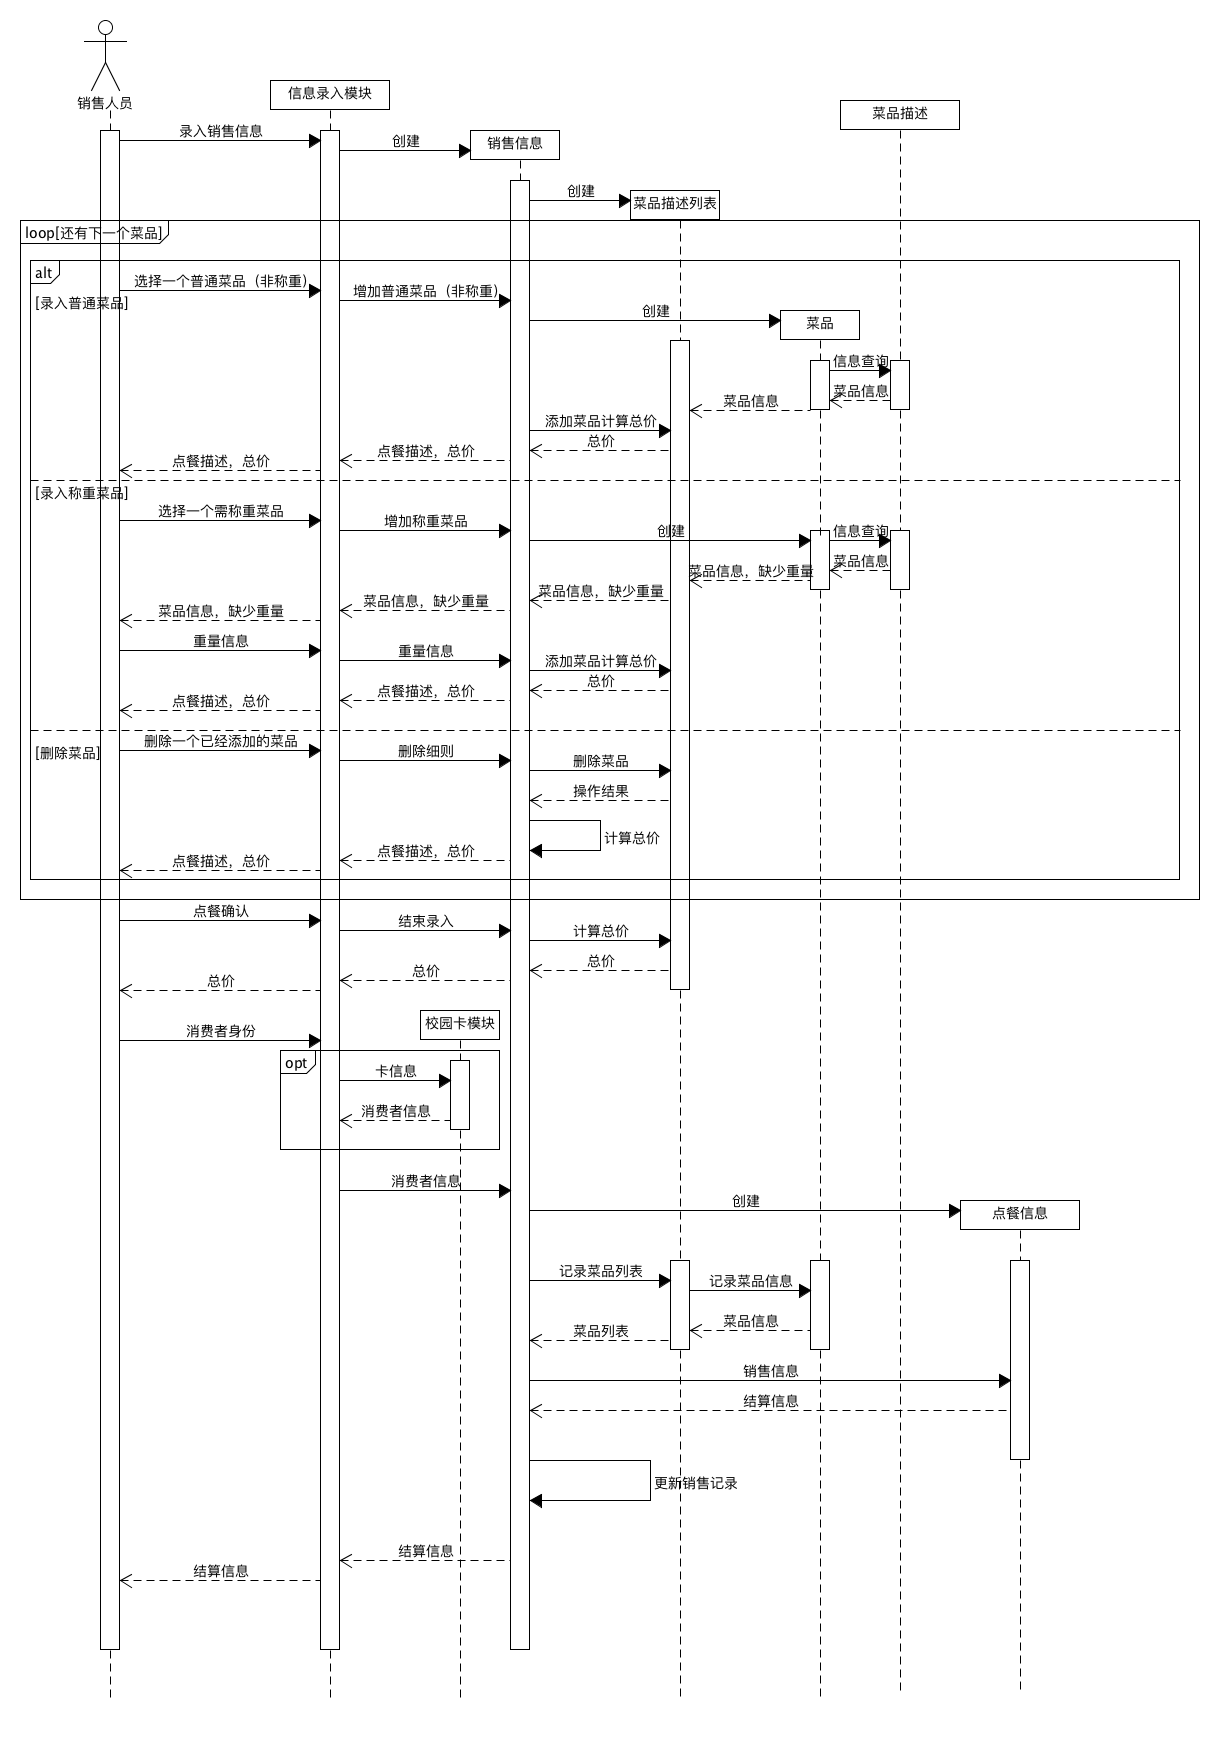 销售人员
信息录入模块
菜品描述
录入销售信息
创建
销售信息
创建
菜品描述列表
loop[还有下一个菜品]
alt
选择一个普通菜品（非称重）
增加普通菜品（非称重）
[录入普通菜品]
创建
菜品
信息查询
菜品信息
菜品信息
添加菜品计算总价
总价
点餐描述，总价
点餐描述，总价
[录入称重菜品]
选择一个需称重菜品
增加称重菜品
创建
信息查询
菜品信息
菜品信息，缺少重量
菜品信息，缺少重量
菜品信息，缺少重量
菜品信息，缺少重量
重量信息
重量信息
添加菜品计算总价
总价
点餐描述，总价
点餐描述，总价
[删除菜品]
删除一个已经添加的菜品
删除细则
删除菜品
操作结果
计算总价
点餐描述，总价
点餐描述，总价
点餐确认
结束录入
计算总价
总价
总价
总价
校园卡模块
消费者身份
opt
卡信息
消费者信息
消费者信息
创建
点餐信息
记录菜品列表
记录菜品信息
菜品信息
菜品列表
销售信息
结算信息
更新销售记录
结算信息
结算信息